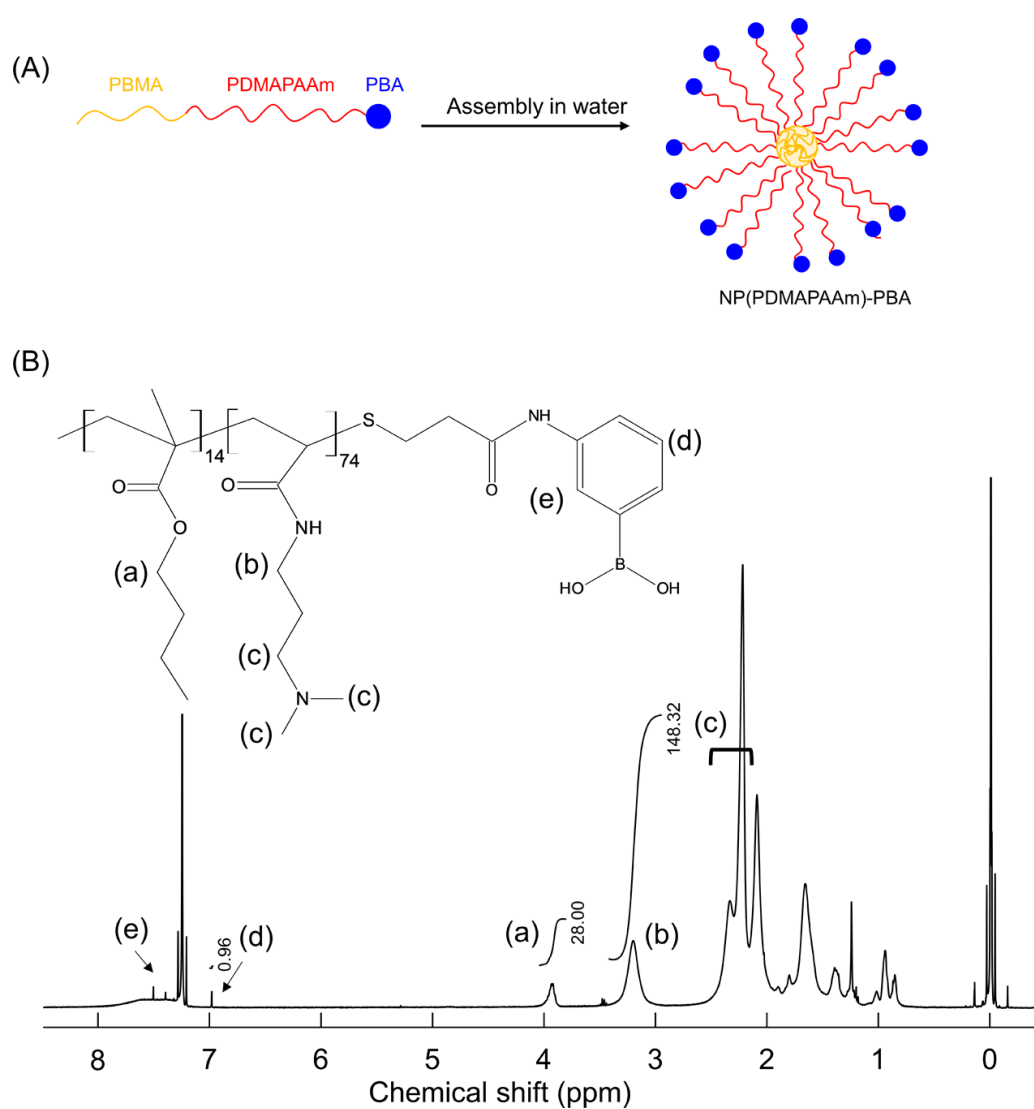 (A)
PBMA PDMAPAAm PBA
Assembly in water
NP(PDMAPAAm)-PBA
(B)
14
74
S
NH
O
(d)
(e)
O
O
O
NH
(a)
(b)
B
HO
OH
(c)
N
(c)
(c)
(e)
0.96
(d)
(a)
28.00
(b)
148.32
(c)
8 7 6 5 4 3 2 1 0
Chemical shift (ppm)